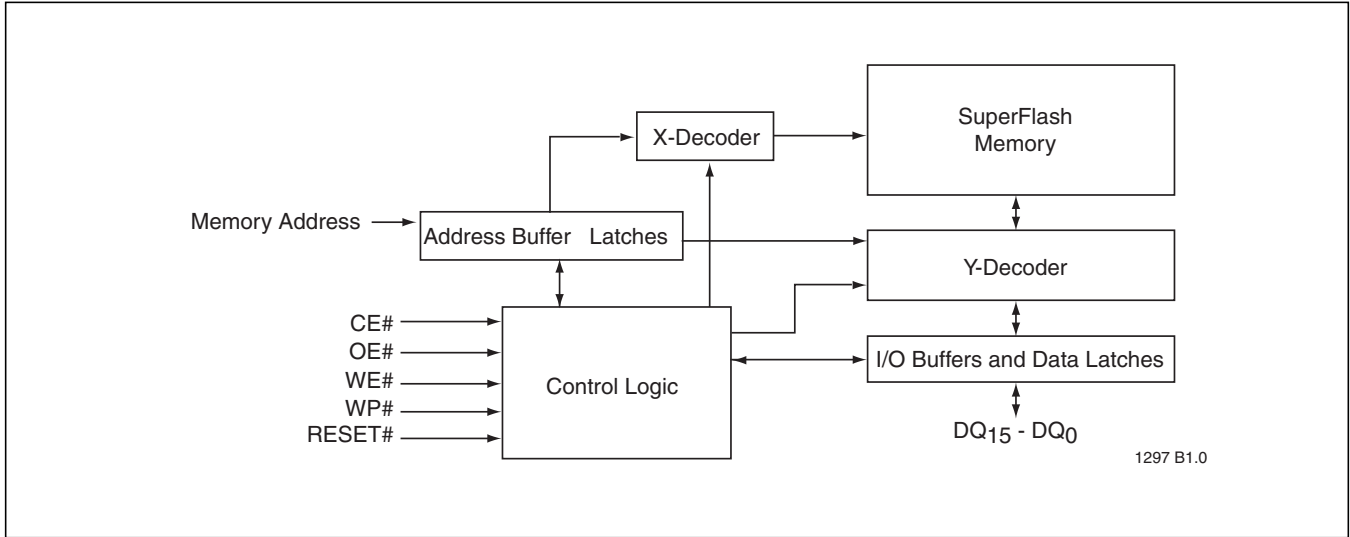 SuperFlash
Memory
X-Decoder
Memory Address
Address Buffer Latches
Y-Decoder
CE#
OE#
WE#
WP#
RESET#
Control Logic
I/O Buffers and Data Latches
DQ15 - DQ0
1297 B1.0